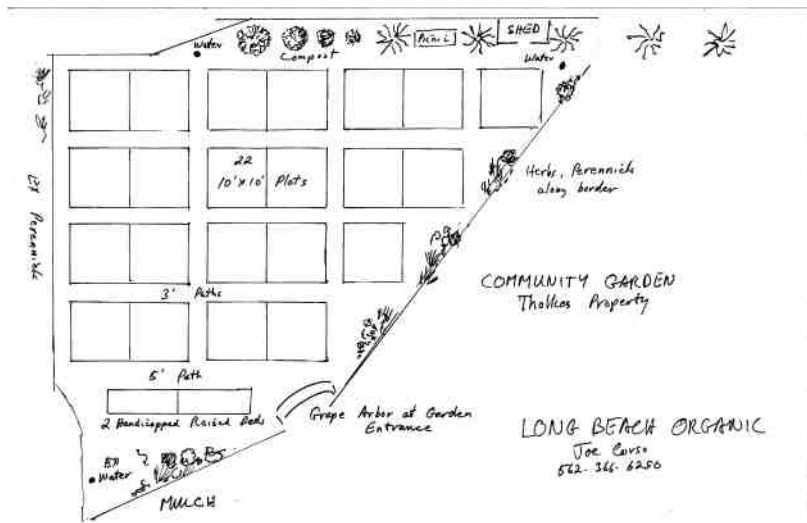 SHED
Picnic
Water
Compost
Water
22
10'x10' Plots
Herbs, Perennials
along border
Ex Perennials
COMMUNITY GARDEN
Property
3' Paths
5' Path
2 Handicapped Raised Beds
Grape Arbor at Garden
Entrance
LONG BEACH ORGANIC
Joe Corso
562-366-6250
Ex
Water
MULCH